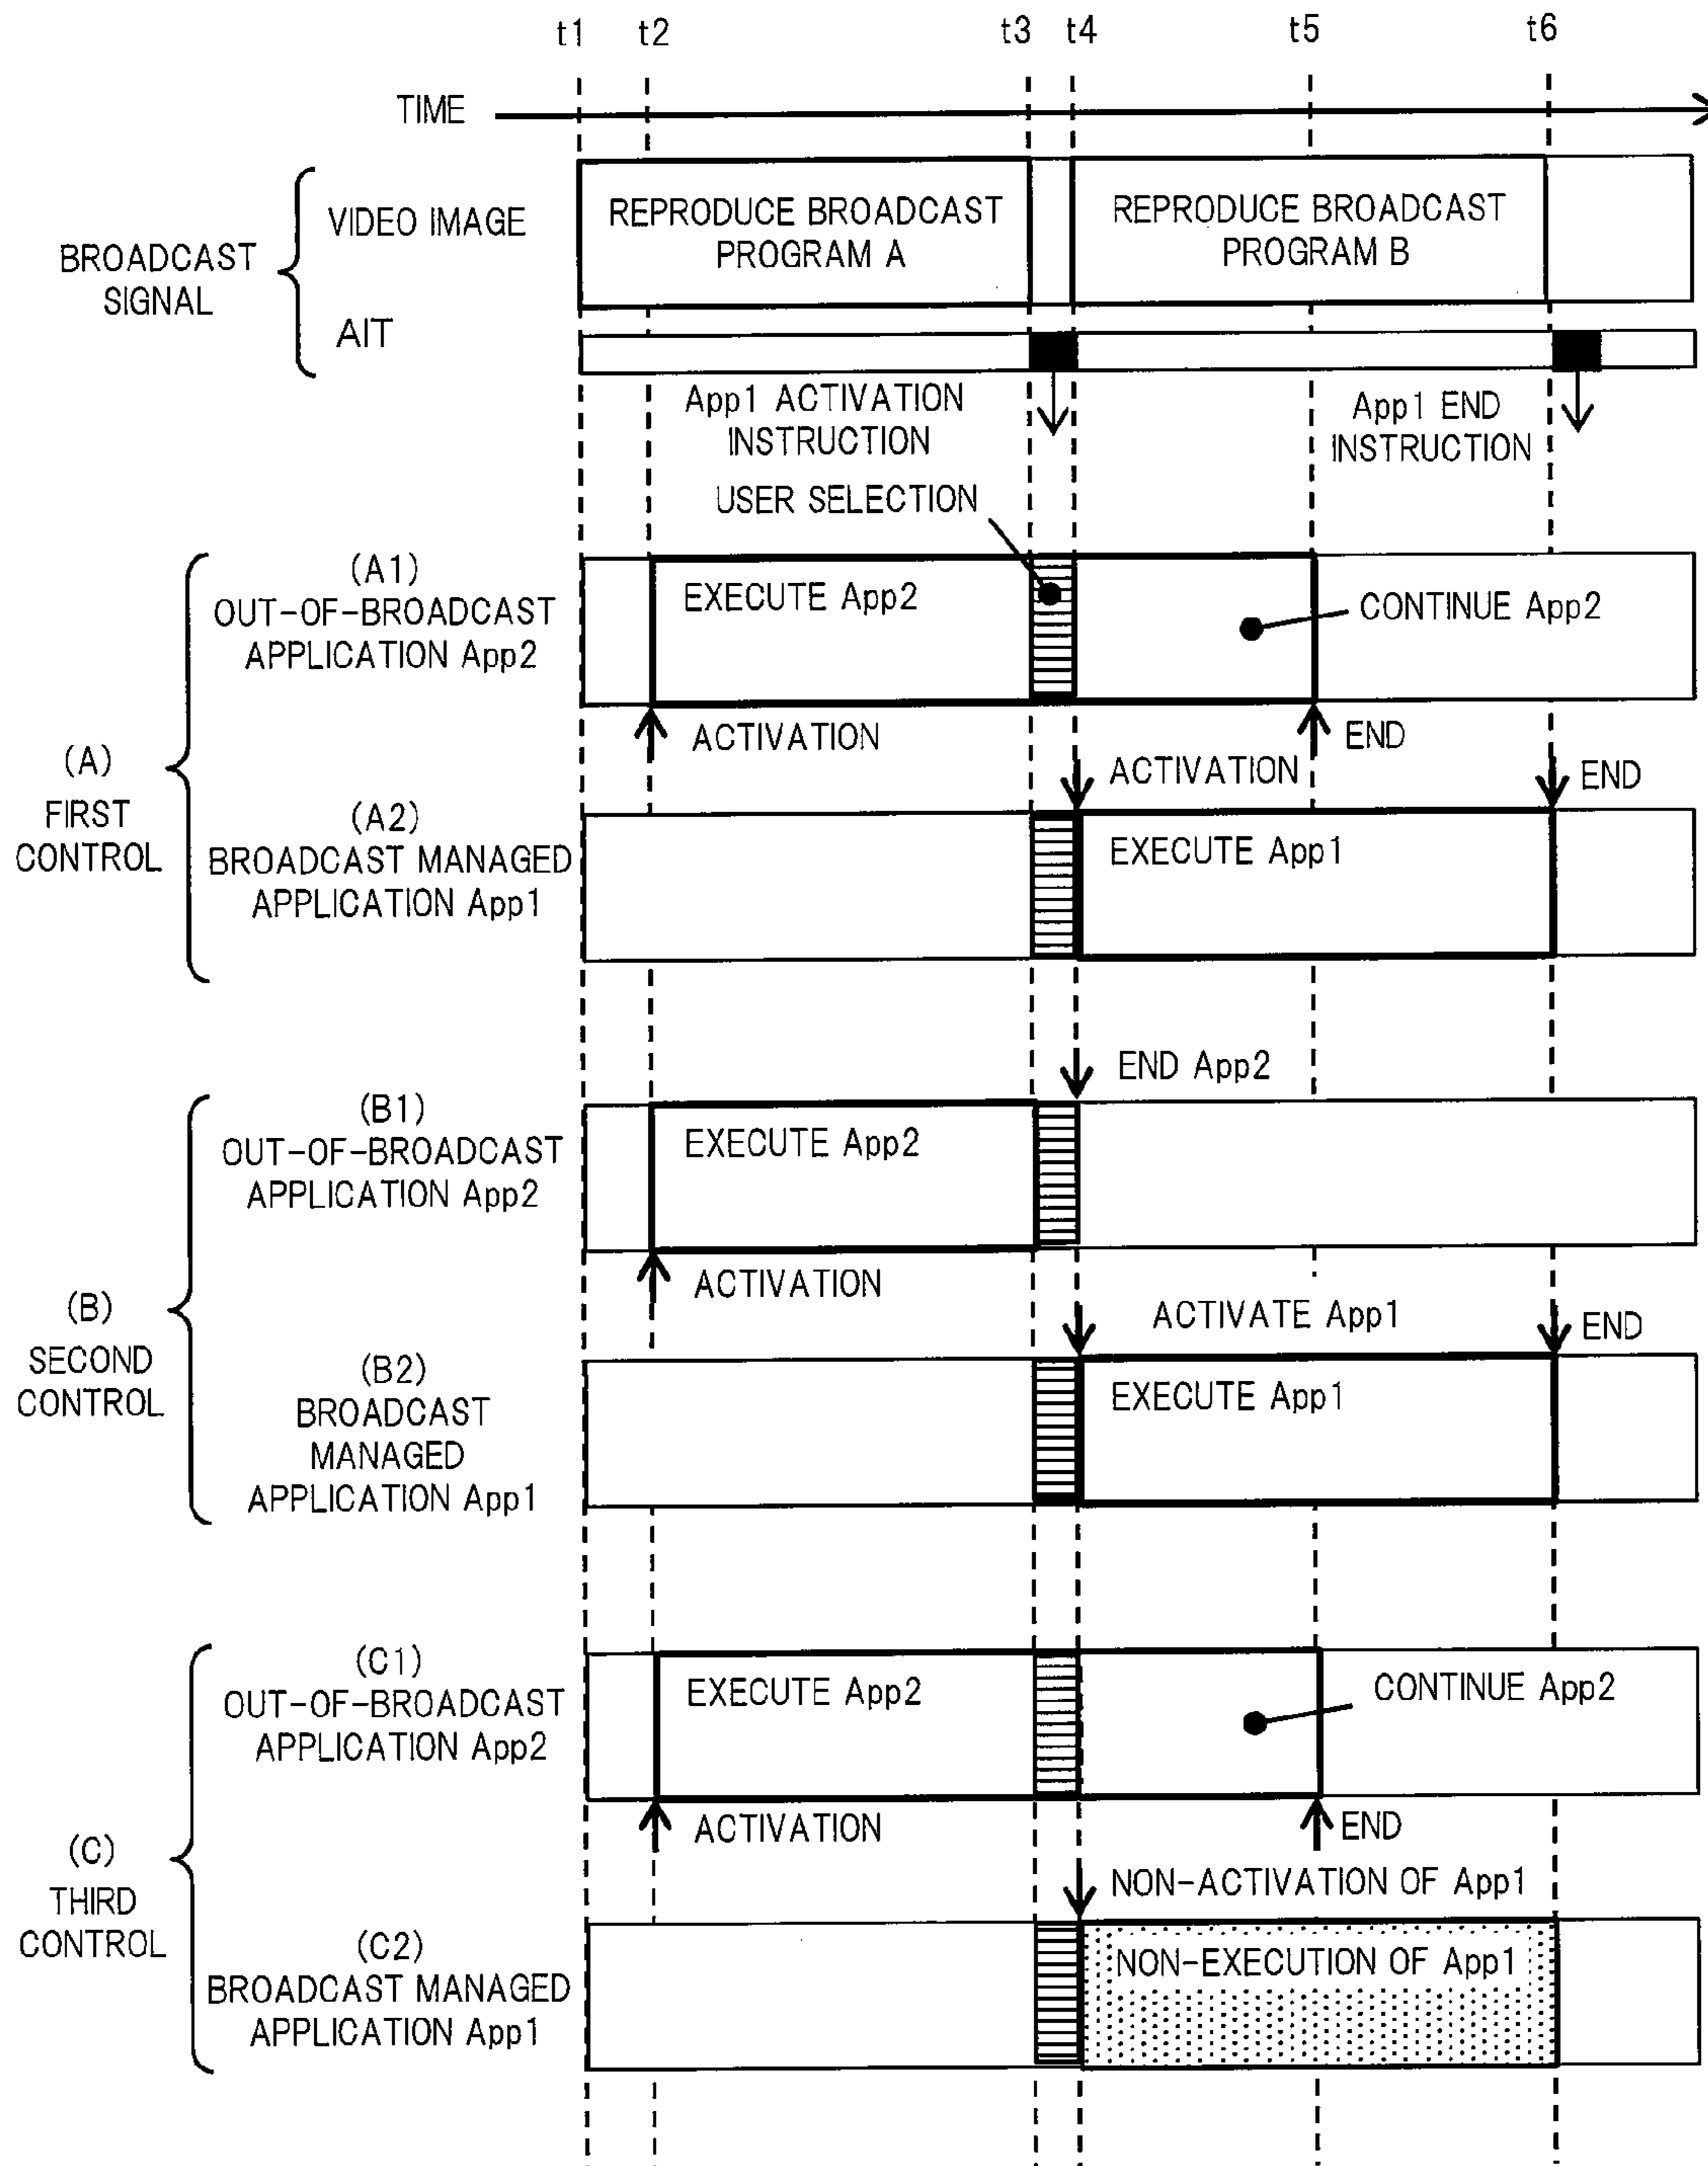 t1
t2
t3
t4
t5
t6
TIME
BROADCAST
SIGNAL
VIDEO IMAGE
REPRODUCE BROADCAST
PROGRAM A
REPRODUCE BROADCAST
PROGRAM B
AIT
App1 ACTIVATION
INSTRUCTION
App1 END
INSTRUCTION
USER SELECTION
(A)
FIRST
CONTROL
(A1)
OUT-OF-BROADCAST
APPLICATION App2
EXECUTE App2
CONTINUE App2
ACTIVATION
END
ACTIVATION
END
(A2)
BROADCAST MANAGED
APPLICATION App1
EXECUTE App1
END App2
(B)
SECOND
CONTROL
(B1)
OUT-OF-BROADCAST
APPLICATION App2
EXECUTE App2
ACTIVATION
ACTIVATE App1
END
(B2)
BROADCAST
MANAGED
APPLICATION App1
EXECUTE App1
(C)
THIRD
CONTROL
(C1)
OUT-OF-BROADCAST
APPLICATION App2
EXECUTE App2
CONTINUE App2
ACTIVATION
END
NON-ACTIVATION OF App1
(C2)
BROADCAST MANAGED
APPLICATION App1
NON-EXECUTION OF App1